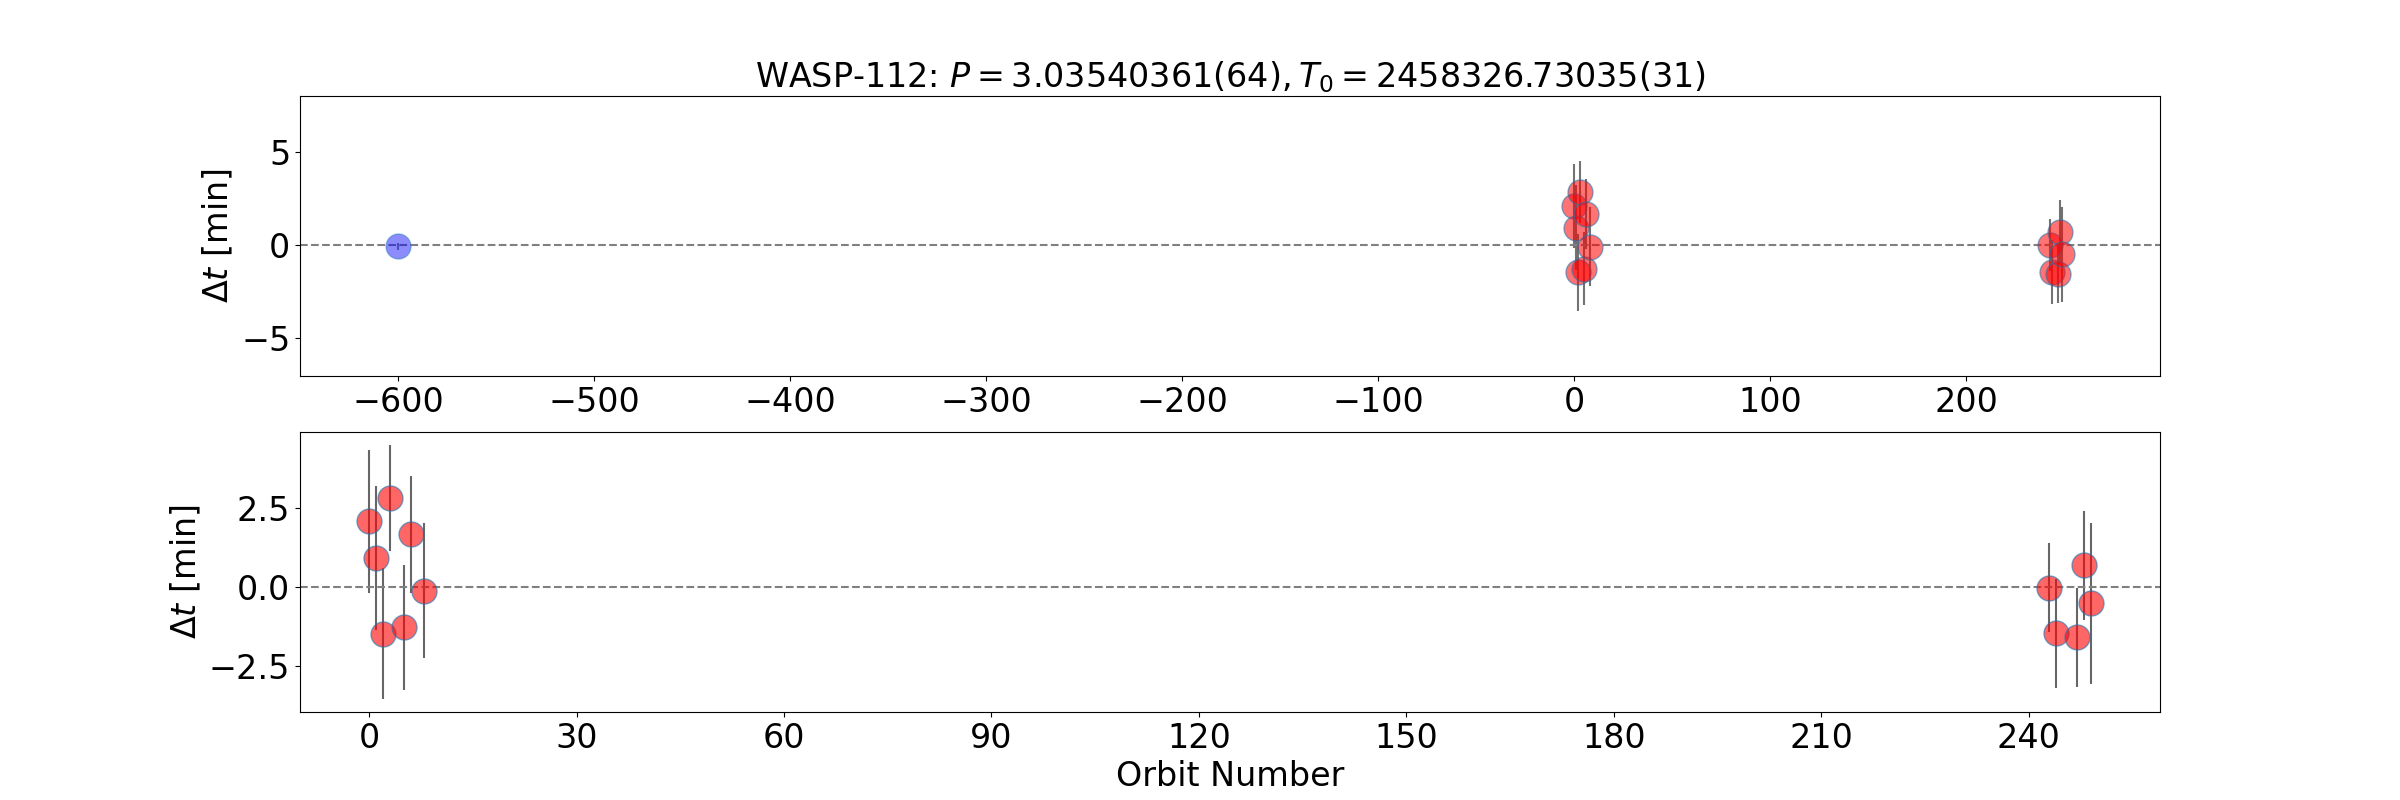 WASP-112: P = 3.03540361(64), T₀ = 2458326.73035(31)
Δt [min]
5
0
−5
−600 −500 −400 −300 −200 −100 0 100 200
Δt [min]
2.5
0.0
−2.5
0 30 60 90 120 150 180 210 240
Orbit Number